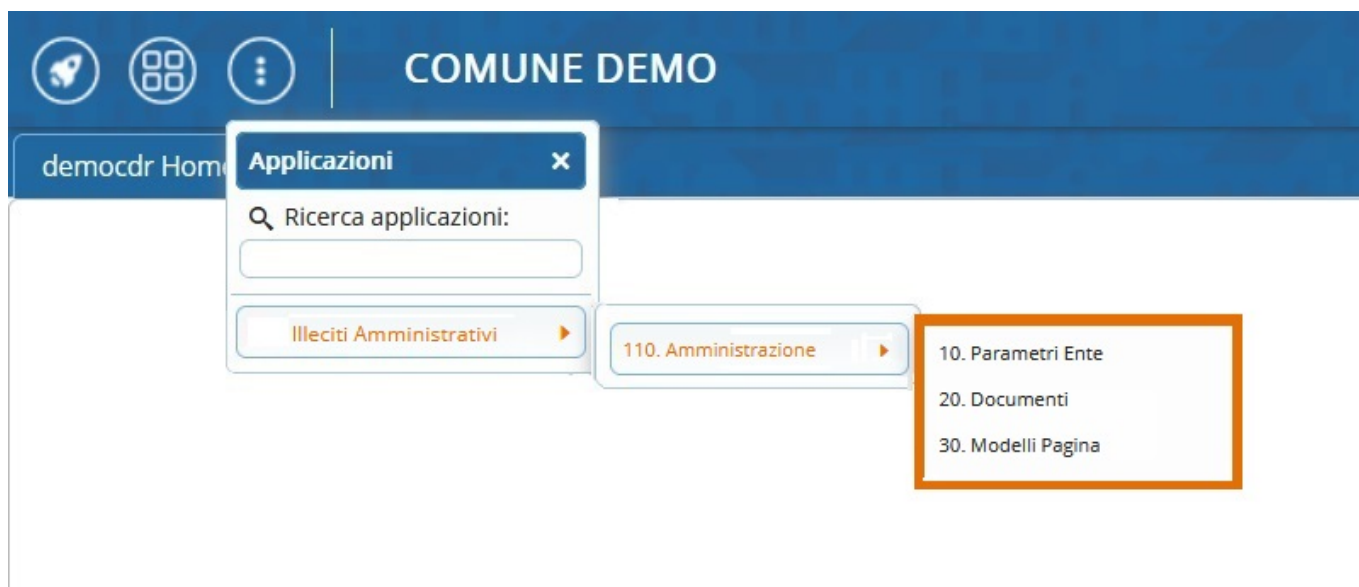 COMUNE DEMO
democdr Home
Applicazioni
Ricerca applicazioni:
Illeciti Amministrativi
110. Amministrazione
10. Parametri Ente
20. Documenti
30. Modelli Pagina